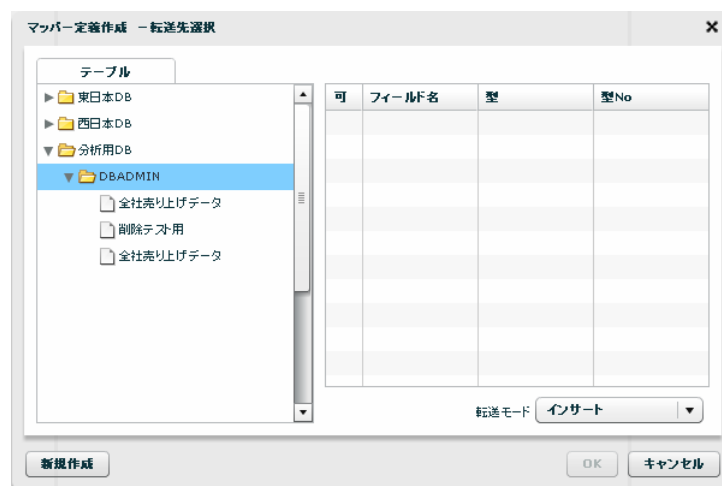 マッパー定義作成 －転送先選択
テーブル
東日本DB
西日本DB
分析用DB
DBADMIN
全社売り上げデータ
削除テスト用
全社売り上げデータ
可 フィールド名 型 型No
転送モード インサート
新規作成 OK キャンセル